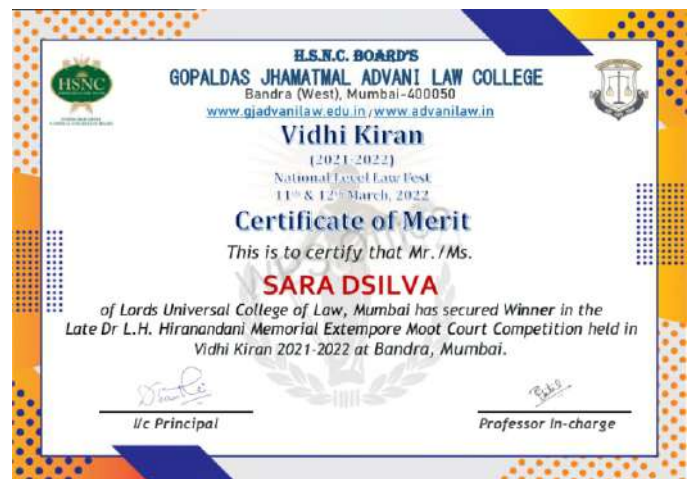 H.S.N.C. BOARD'S
GOPALDAS JHAMATMAL ADVANI LAW COLLEGE
Bandra (West), Mumbai-400050
www.gjadvanilaw.edu.in/www.advanilaw.in
HSNC
Vidhi Kiran
(2021-2022)
National Level Law Fest
11th & 12th March, 2022
Certificate of Merit
This is to certify that Mr./Ms.
SARA DSILVA
of Lords Universal College of Law, Mumbai has secured Winner in the
Late Dr L.H. Hiranandani Memorial Extempore Moot Court Competition held in
Vidhi Kiran 2021-2022 at Bandra, Mumbai.
I/c Principal
Professor In-charge